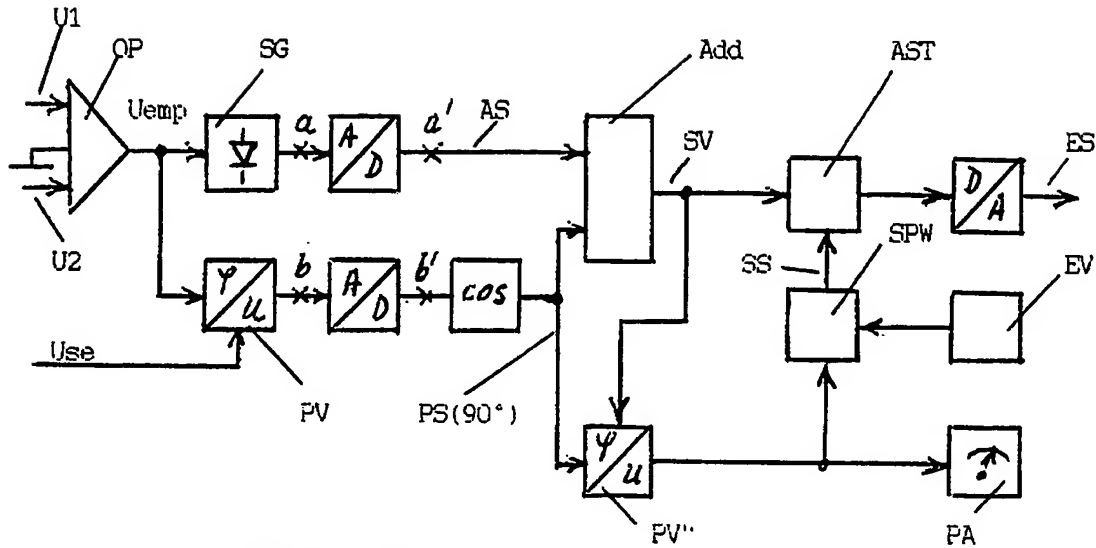 U1
OP
SG
Add
AST
Uemp
a
A/D
a'
AS
SV
D/A
ES
U2
φ/u
b
A/D
b'
cos
SS
SPW
EV
Use
PV
PS(90°)
φ/u
PV"
PA